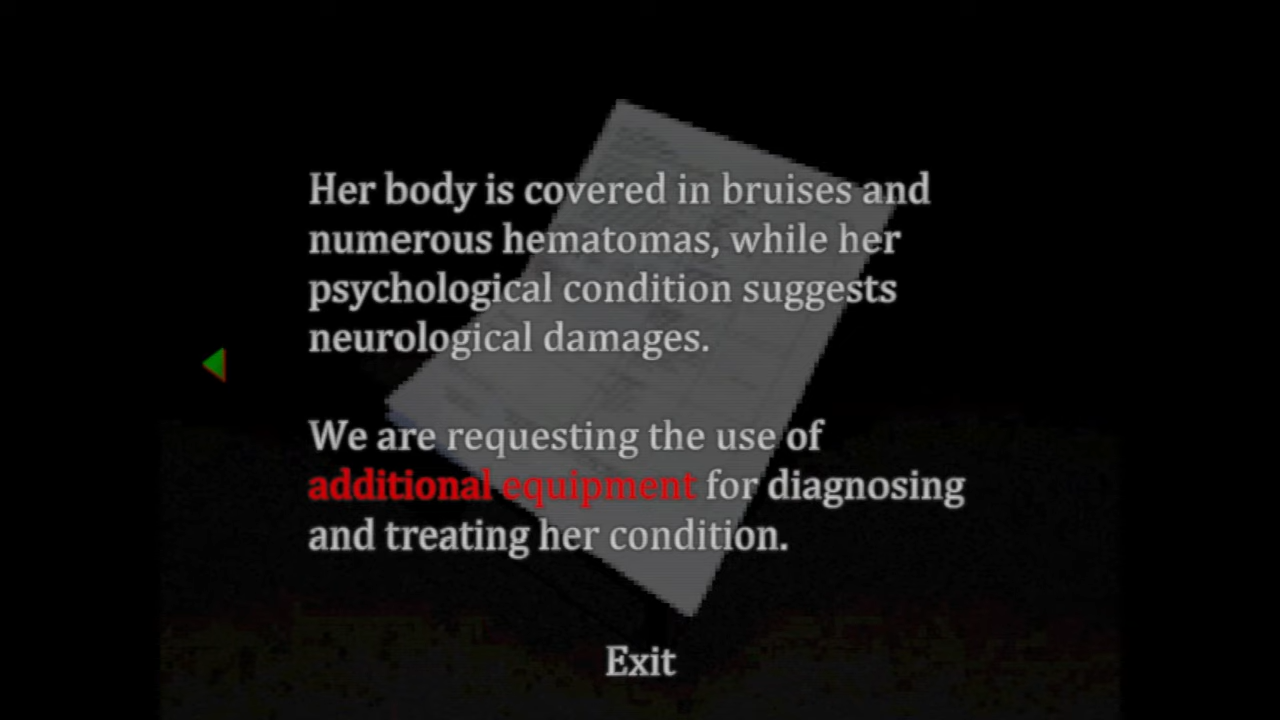 Her body is covered in bruises and
numerous hematomas, while her
psychological condition suggests
neurological damages.
We are requesting the use of
additional equipment for diagnosing
and treating her condition.
Exit